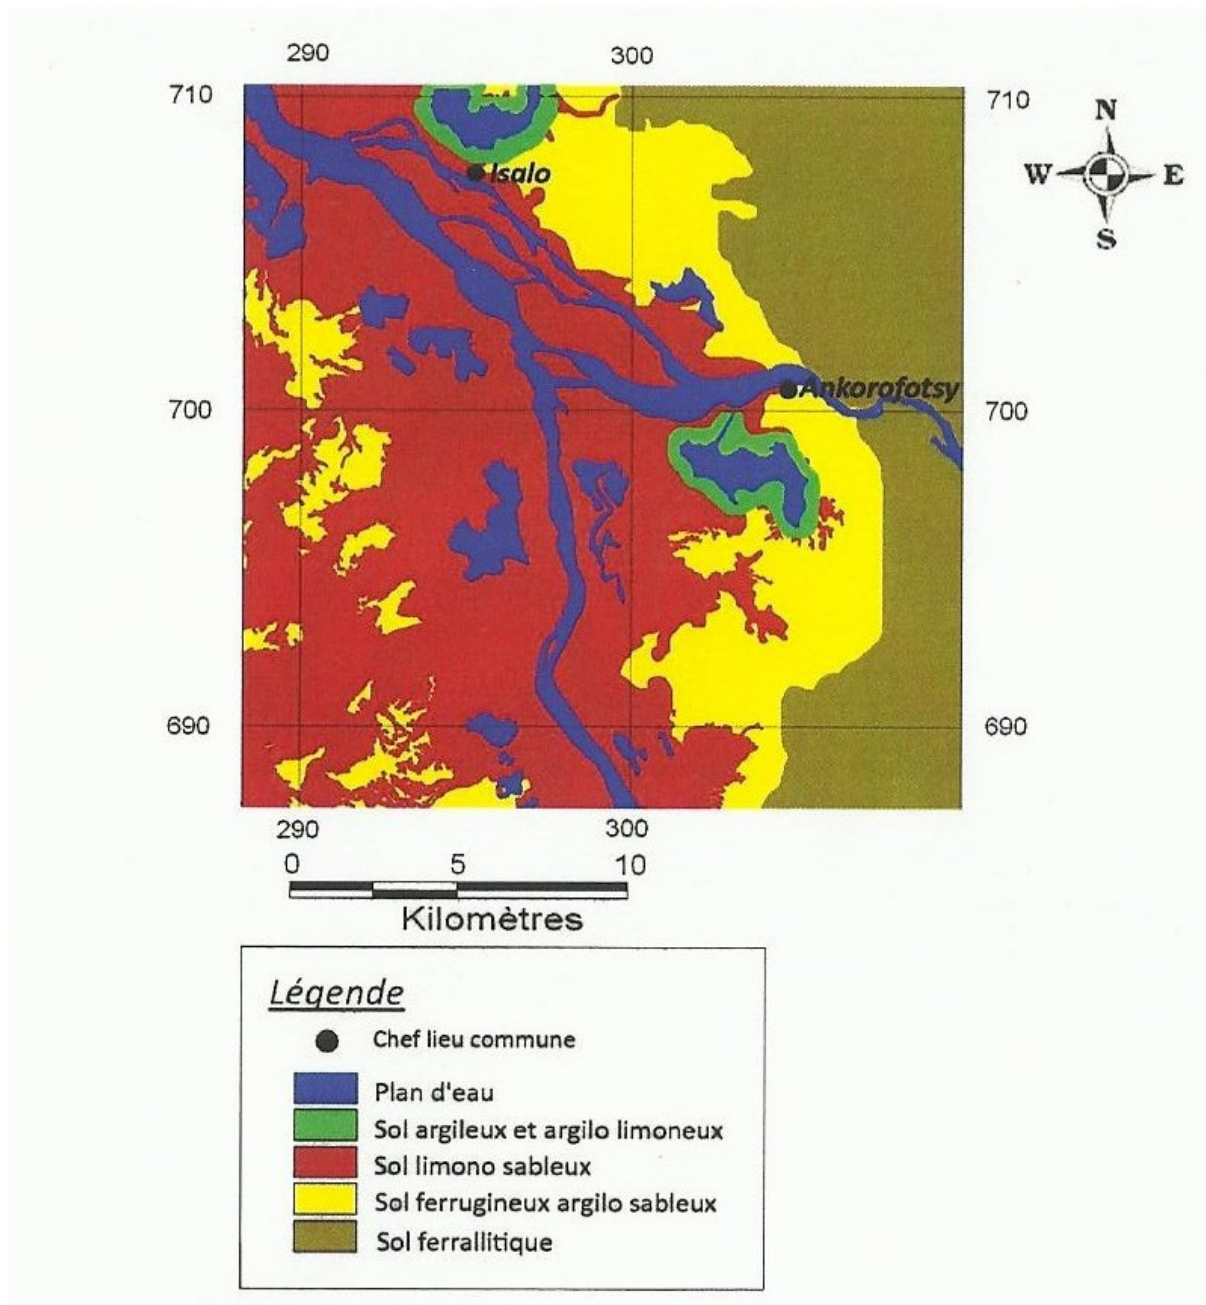 290 300
710 710
N
W E
S
Isalo
Ankorofotsy
700 700
690 690
290 300
0 5 10
Kilomètres
Légende
Chef lieu commune
Plan d'eau
Sol argileux et argilo limoneux
Sol limono sableux
Sol ferrugineux argilo sableux
Sol ferrallitique